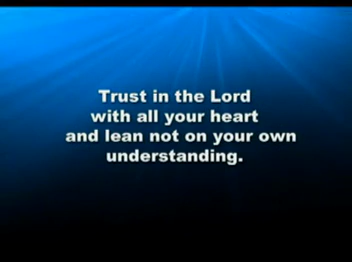 Trust in the Lord
with all your heart
and lean not on your own
understanding.